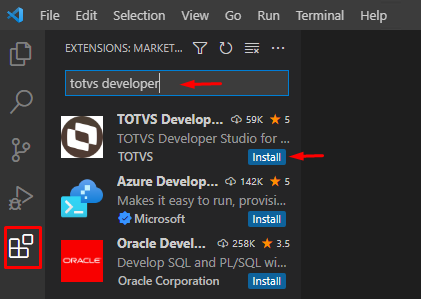 File Edit Selection View Go Run Terminal Help
EXTENSIONS: MARKET...
totvs developer
TOTVS Develop... 59K 5
TOTVS Developer Studio for ...
TOTVS Install
Azure Develop... 142K 5
Makes it easy to run, provisi...
Microsoft Install
ORACLE
Oracle Devel... 258K 3.5
Develop SQL and PL/SQL wi...
Oracle Corporation Install